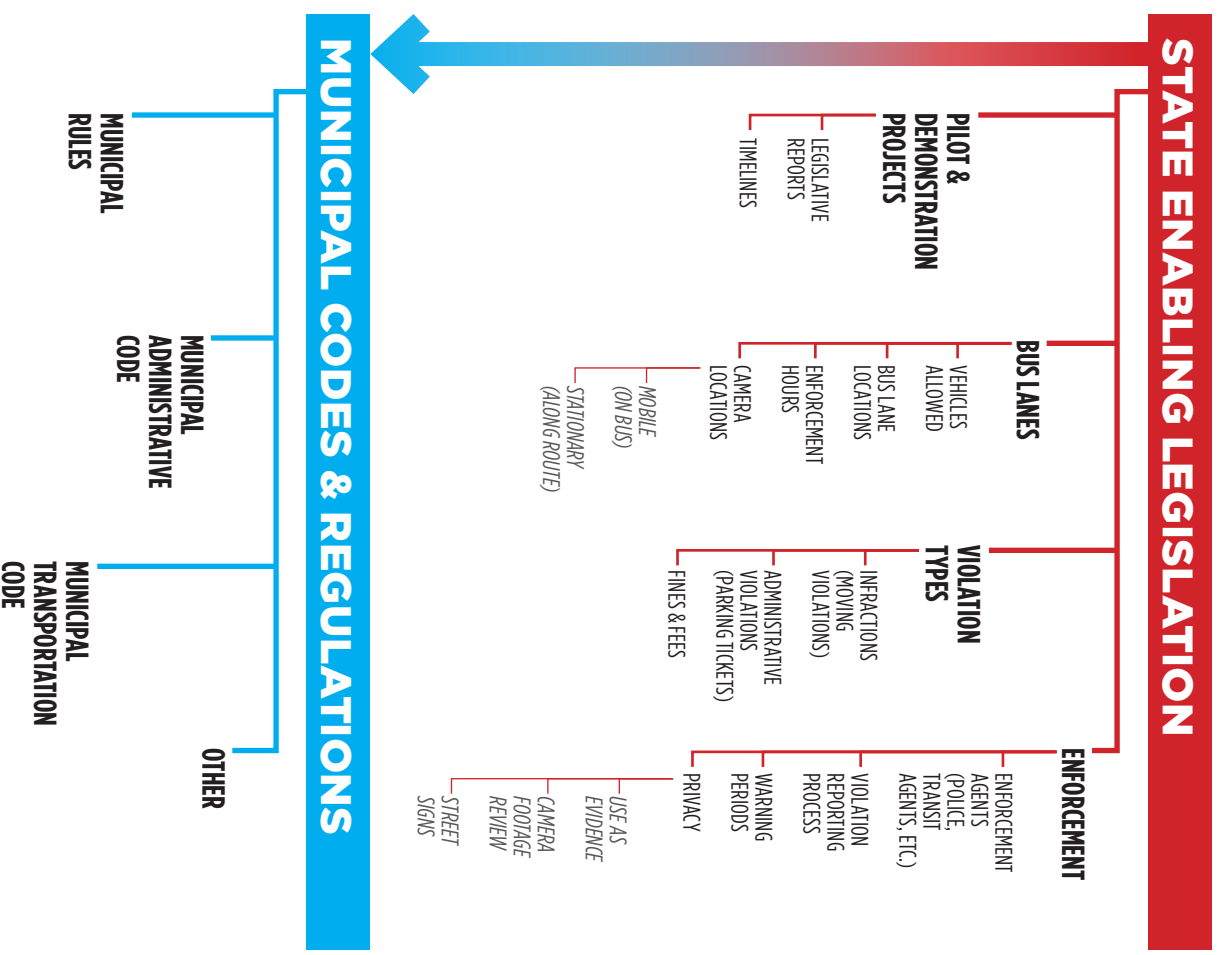 STATE ENABLING LEGISLATION
PILOT &
DEMONSTRATION
PROJECTS
LEGISLATIVE
REPORTS
TIMELINES
BUS LANES
VEHICLES
ALLOWED
BUS LANE
LOCATIONS
ENFORCEMENT
HOURS
CAMERA
LOCATIONS
MOBILE
(ON BUS)
STATIONARY
(ALONG ROUTE)
VIOLATION
TYPES
INFRACTIONS
(MOVING
VIOLATIONS)
ADMINISTRATIVE
VIOLATIONS
(PARKING TICKETS)
FINES & FEES
ENFORCEMENT
ENFORCEMENT
AGENTS
(POLICE,
TRANSIT
AGENTS, ETC.)
VIOLATION
REPORTING
PROCESS
WARNING
PERIODS
PRIVACY
USE AS
EVIDENCE
CAMERA
FOOTAGE
REVIEW
STREET
SIGNS
MUNICIPAL CODES & REGULATIONS
MUNICIPAL
RULES
MUNICIPAL
ADMINISTRATIVE
CODE
MUNICIPAL
TRANSPORTATION
CODE
OTHER